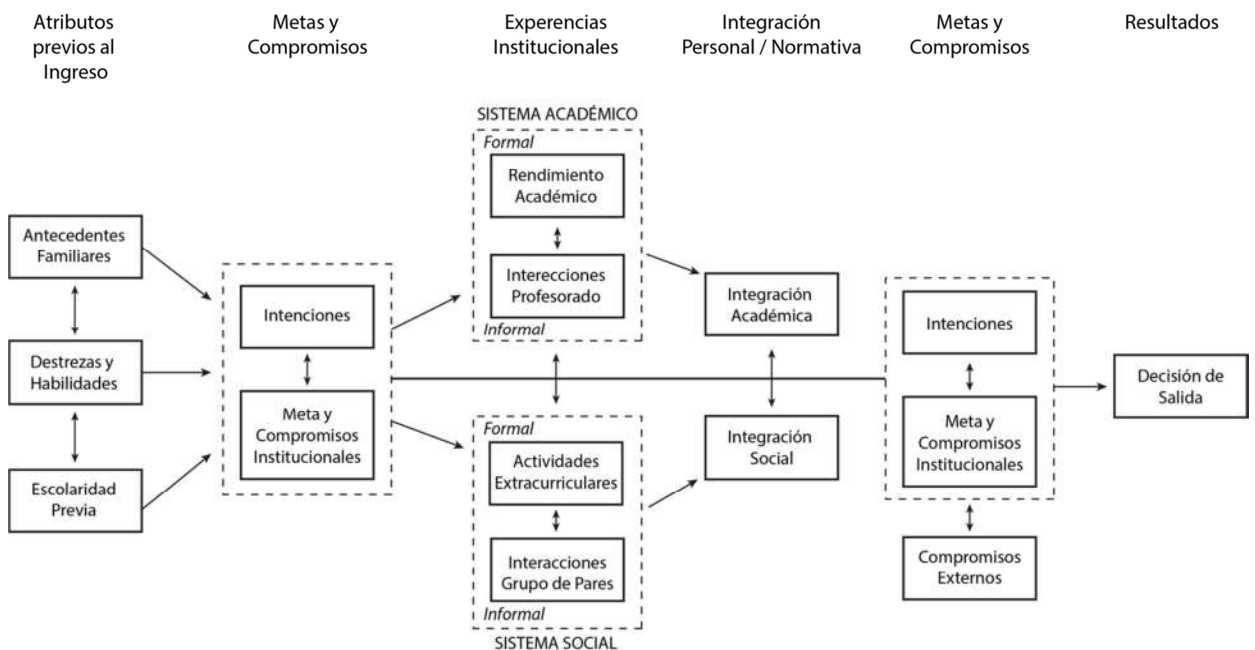 Atributos
previos al
Ingreso
Metas y
Compromisos
Experencias
Institucionales
Integración
Personal / Normativa
Metas y
Compromisos
Resultados
Antecedentes
Familiares
Destrezas y
Habilidades
Escolaridad
Previa
Intenciones
Meta y
Compromisos
Institucionales
SISTEMA ACADÉMICO
Formal
Rendimiento
Académico
Interecciones
Profesorado
Informal
Formal
Actividades
Extracurriculares
Interacciones
Grupo de Pares
Informal
SISTEMA SOCIAL
Integración
Académica
Integración
Social
Intenciones
Meta y
Compromisos
Institucionales
Compromisos
Externos
Decisión de
Salida